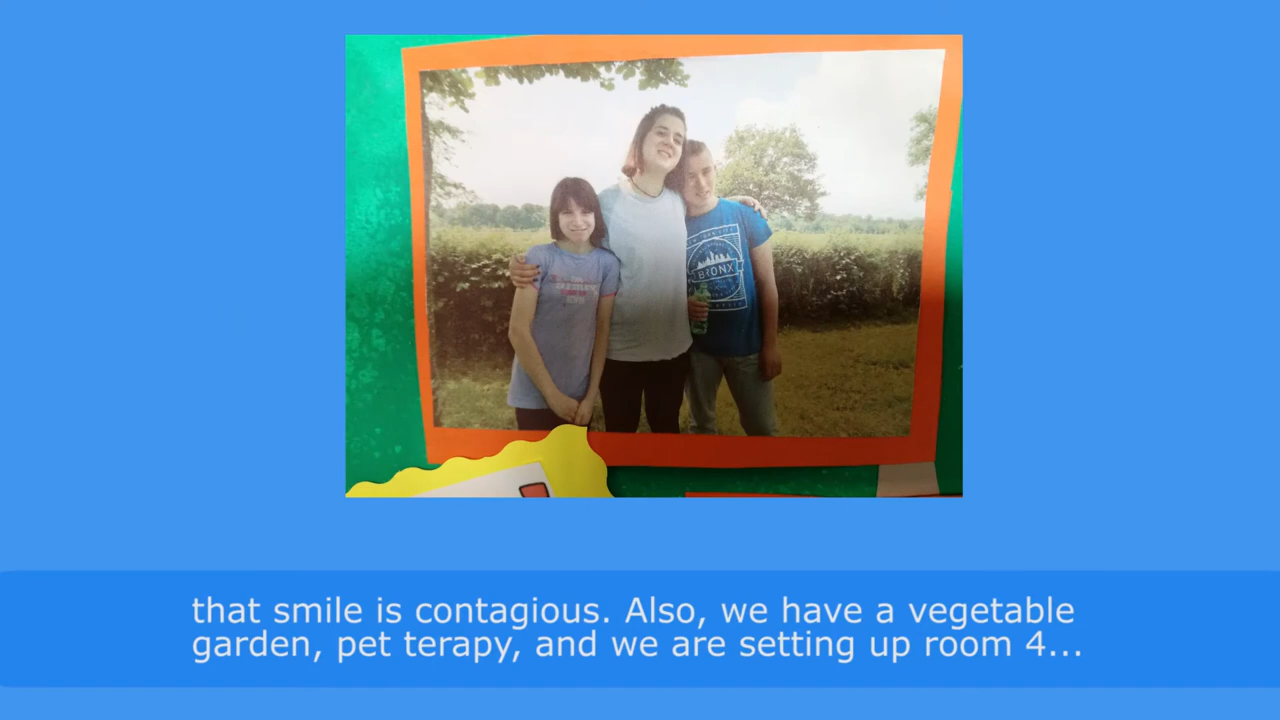 BRONX
that smile is contagious. Also, we have a vegetable
garden, pet terapy, and we are setting up room 4...